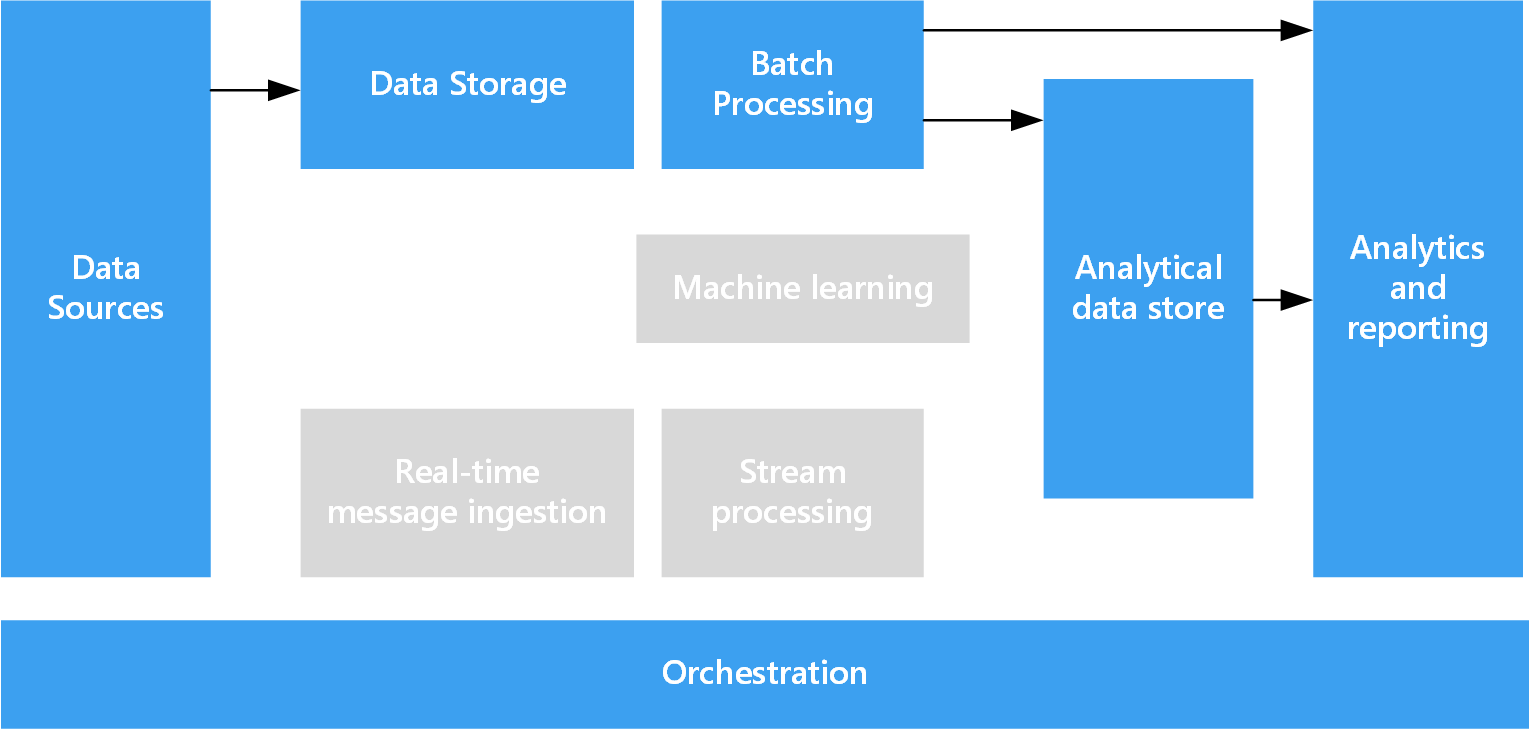 Data Storage
Batch
Processing
Data
Sources
Machine learning
Analytical
data store
Analytics
and
reporting
Real-time
message ingestion
Stream
processing
Orchestration